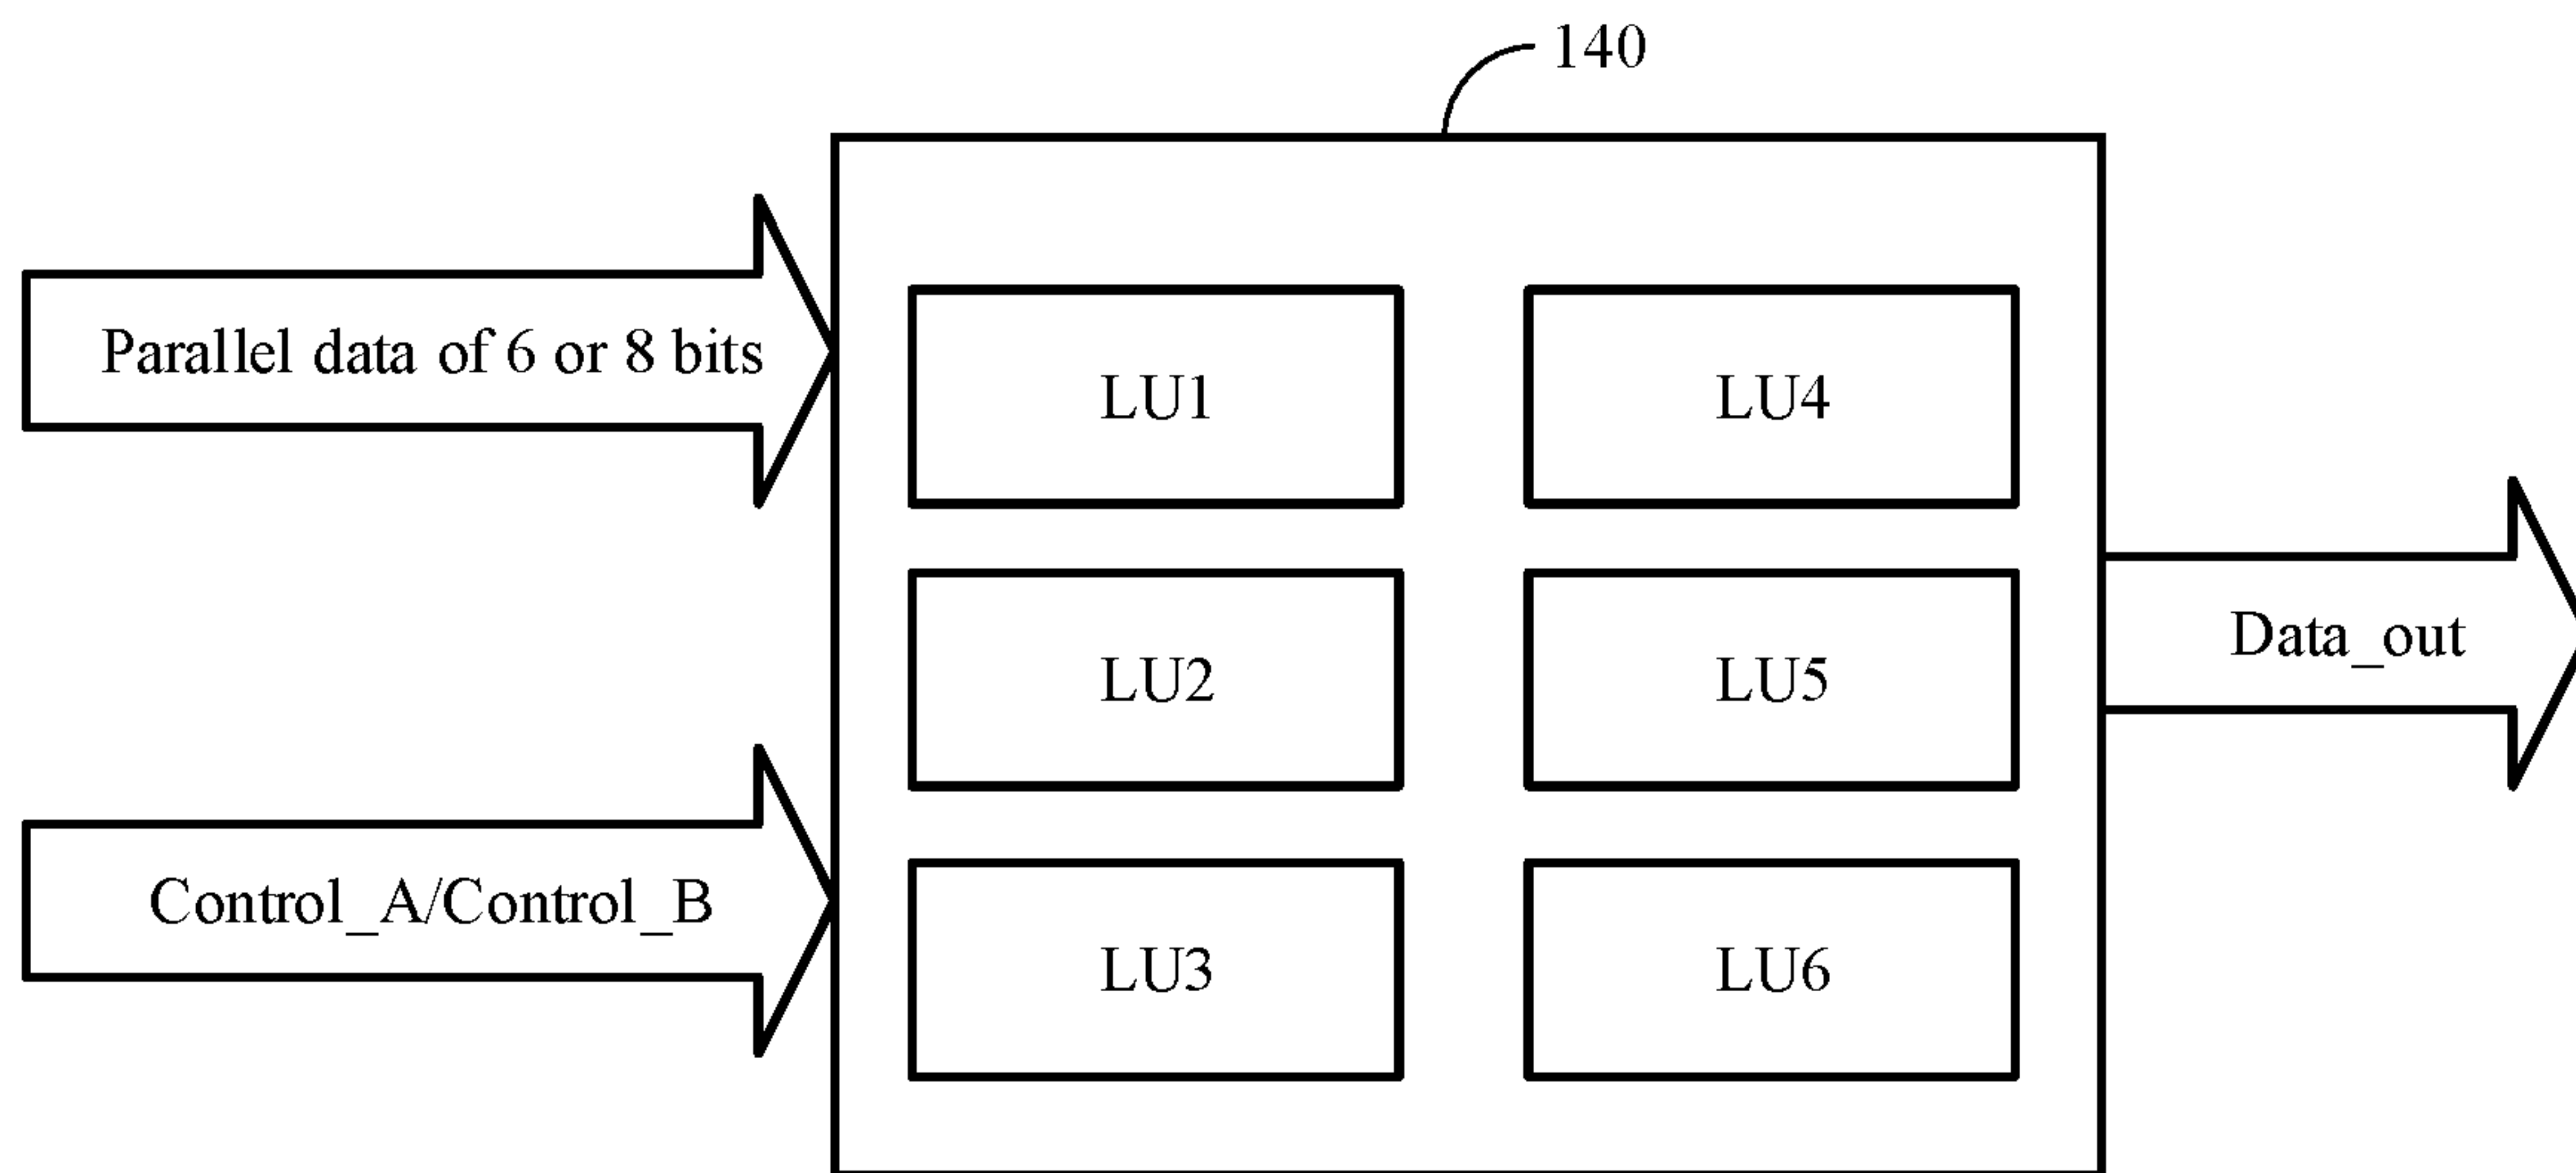 140
Parallel data of 6 or 8 bits
LU1
LU4
LU2
LU5
Data_out
Control_A/Control_B
LU3
LU6